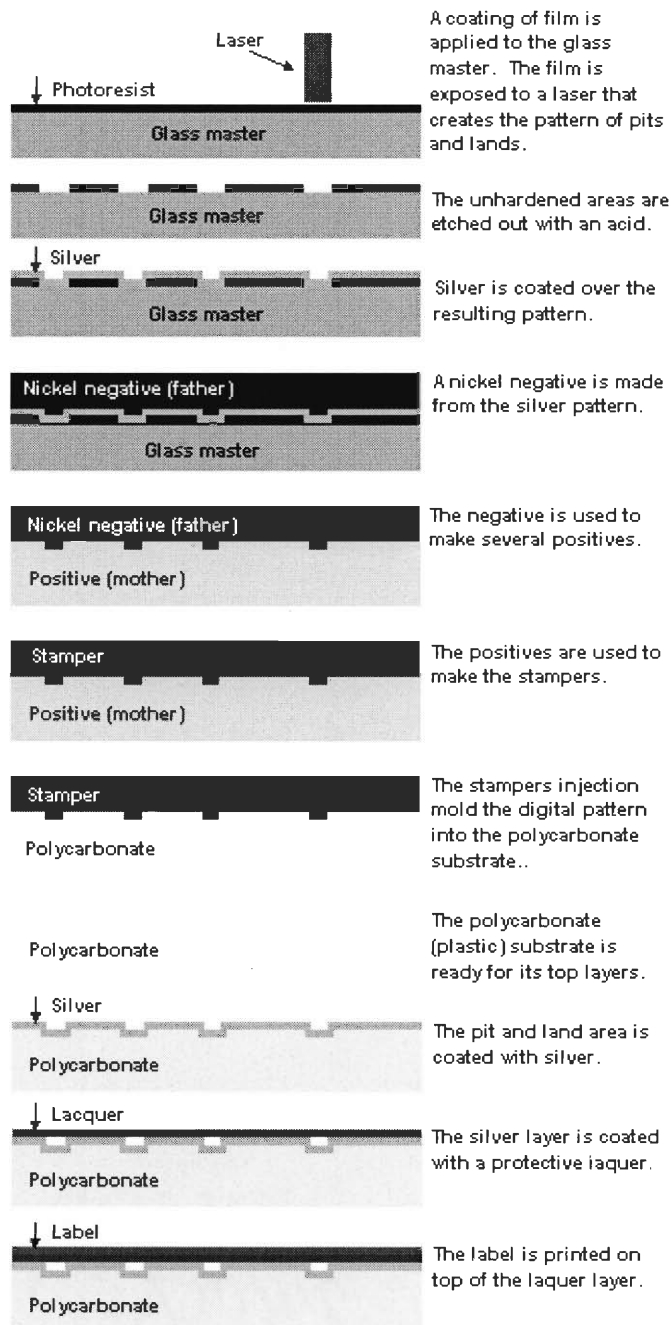 Laser
Photoresist
Glass master
A coating of film is
applied to the glass
master. The film is
exposed to a laser that
creates the pattern of pits
and lands.
Glass master
The unhardened areas are
etched out with an acid.
Silver
Glass master
Silver is coated over the
resulting pattern.
Nickel negative (father)
Glass master
A nickel negative is made
from the silver pattern.
Nickel negative (father)
Positive (mother)
The negative is used to
make several positives.
Stamper
Positive (mother)
The positives are used to
make the stampers.
Stamper
Polycarbonate
The stampers injection
mold the digital pattern
into the polycarbonate
substrate..
Polycarbonate
The polycarbonate
(plastic) substrate is
ready for its top layers.
Silver
Polycarbonate
The pit and land area is
coated with silver.
Lacquer
Polycarbonate
The silver layer is coated
with a protective iaquer.
Label
Polycarbonate
The label is printed on
top of the laquer layer.